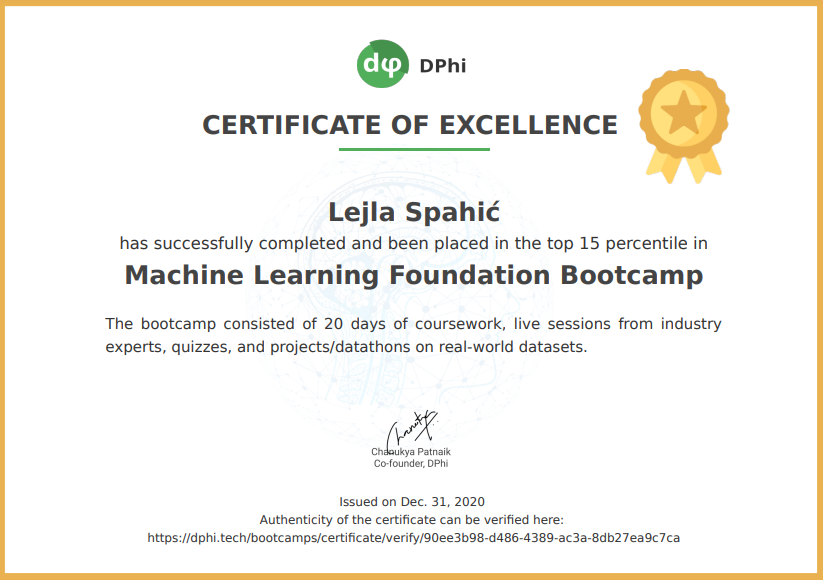 dφ DPhi
CERTIFICATE OF EXCELLENCE
Lejla Spahić
has successfully completed and been placed in the top 15 percentile in
Machine Learning Foundation Bootcamp
The bootcamp consisted of 20 days of coursework, live sessions from industry
experts, quizzes, and projects/datathons on real-world datasets.
Chanukya Patnaik
Co-founder, DPhi
Issued on Dec. 31, 2020
Authenticity of the certificate can be verified here:
https://dphi.tech/bootcamps/certificate/verify/90ee3b98-d486-4389-ac3a-8db27ea9c7ca